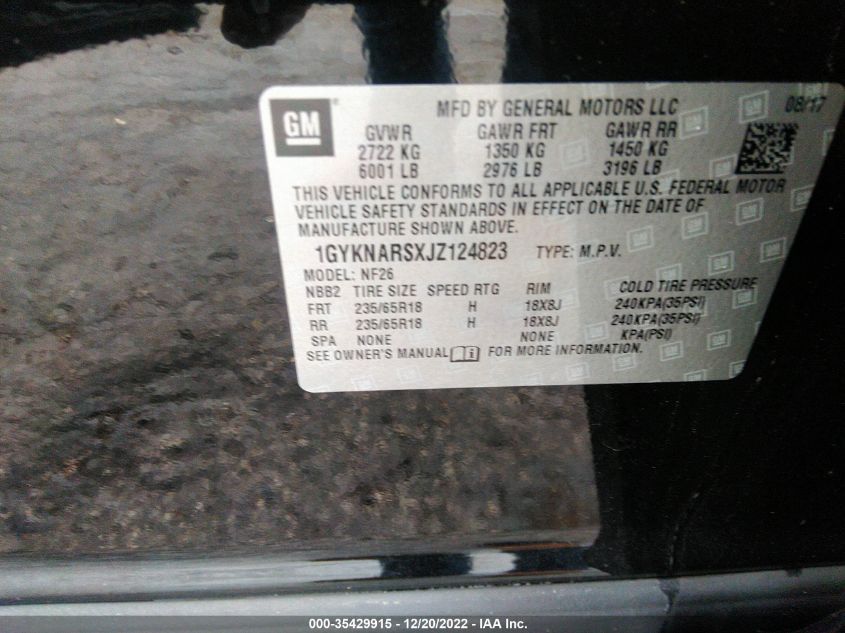 GM® MFD BY GENERAL MOTORS LLC 08/17
GVWR GAWR FRT GAWR RR
2722 KG 1350 KG 1450 KG
6001 LB 2976 LB 3196 LB
THIS VEHICLE CONFORMS TO ALL APPLICABLE U.S. FEDERAL MOTOR
VEHICLE SAFETY STANDARDS IN EFFECT ON THE DATE OF
MANUFACTURE SHOWN ABOVE.
1GYKNARSXJZ124823 TYPE: M.P.V.
MODEL: NF26
NBB2 TIRE SIZE SPEED RTG RIM COLD TIRE PRESSURE
FRT 235/65R18 H 18X8J 240KPA(35PSI)
RR 235/65R18 H 18X8J 240KPA(35PSI)
SPA NONE NONE KPA(PSI)
SEE OWNER'S MANUAL FOR MORE INFORMATION.
000-35429915 - 12/20/2022 - IAA Inc.